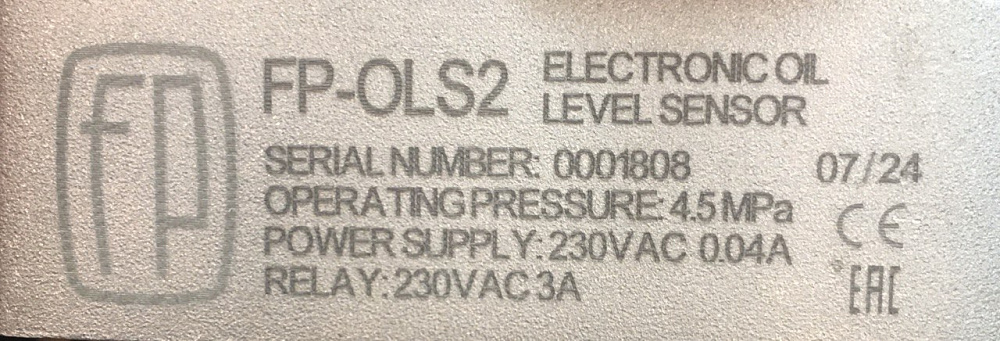 FP
FP-OLS2
ELECTRONIC OIL
LEVEL SENSOR
SERIAL NUMBER: 0001808
07/24
OPERATING PRESSURE: 4.5 MPa
POWER SUPPLY: 230VAC 0.04A
CE
RELAY: 230VAC 3A
EAC